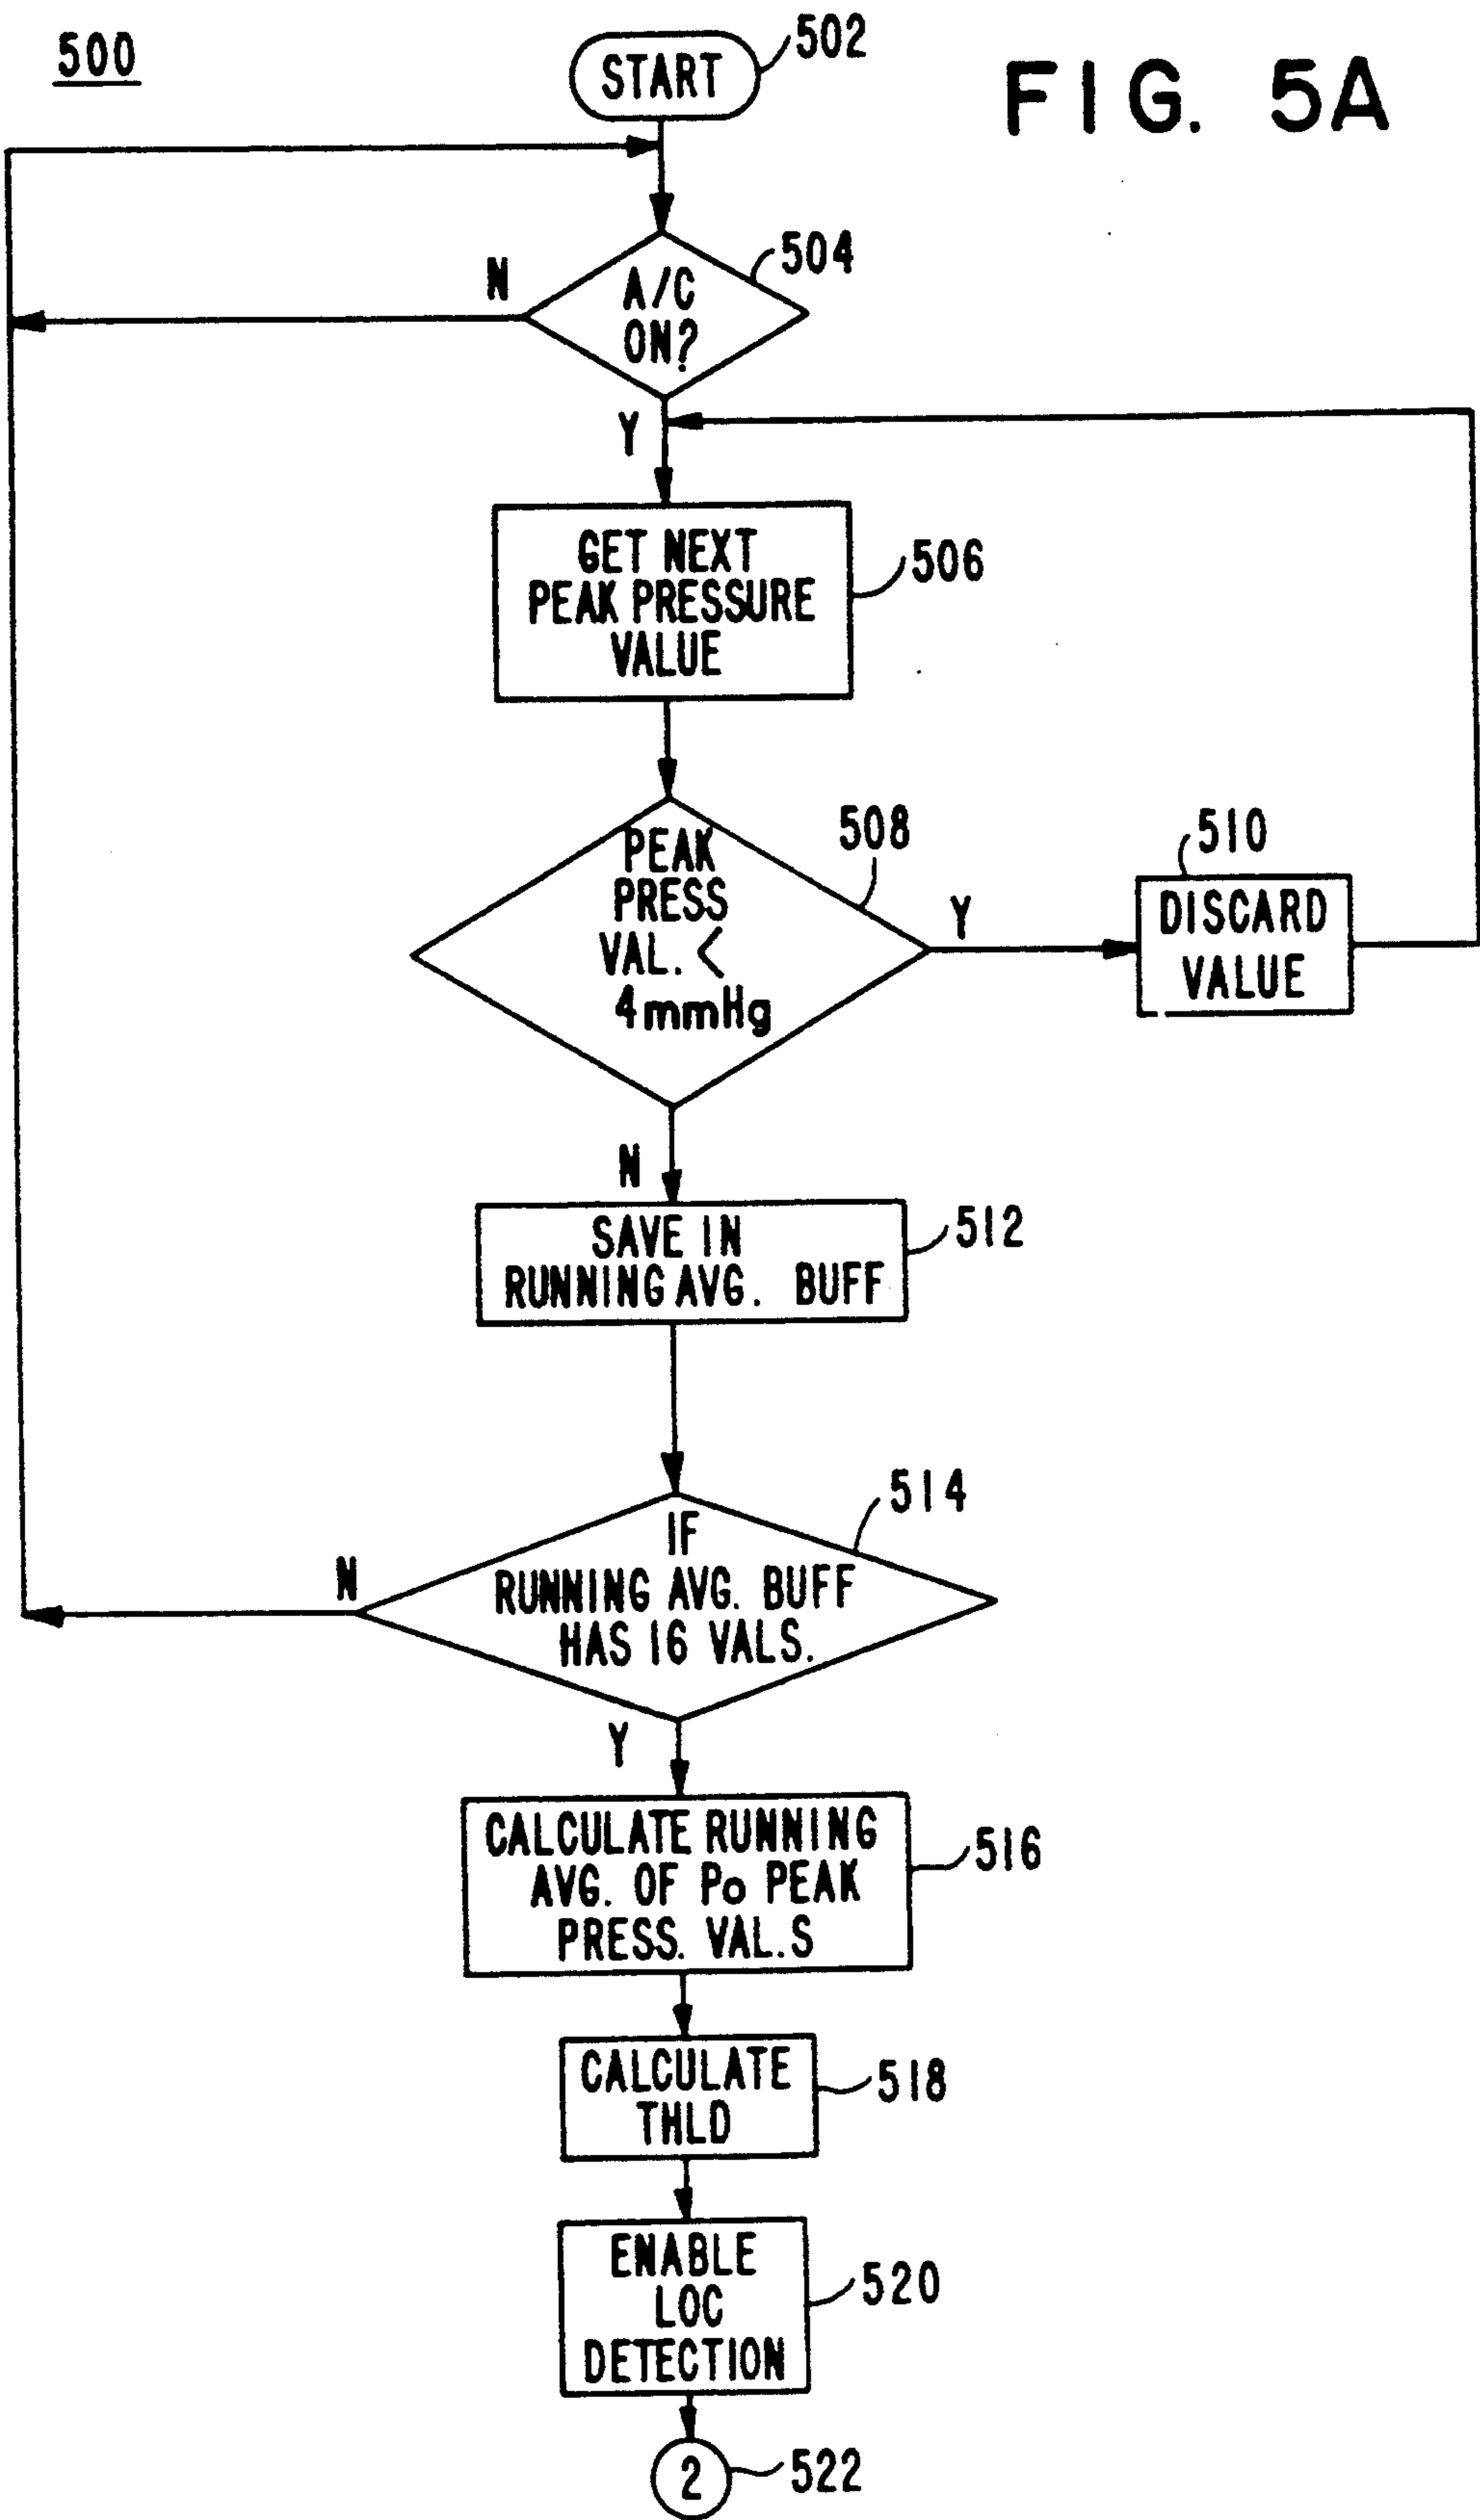 500
START
502
FIG. 5A
504
N
A/C
ON?
Y
GET NEXT
PEAK PRESSURE
VALUE
506
PEAK
PRESS
VAL. <
4mmHg
508
Y
510
DISCARD
VALUE
N
SAVE IN
RUNNING AVG. BUFF
512
514
N
IF
RUNNING AVG. BUFF
HAS 16 VALS.
Y
CALCULATE RUNNING
AVG. OF Po PEAK
PRESS. VAL.S
516
CALCULATE
THLD
518
ENABLE
LOC
DETECTION
520
2
522